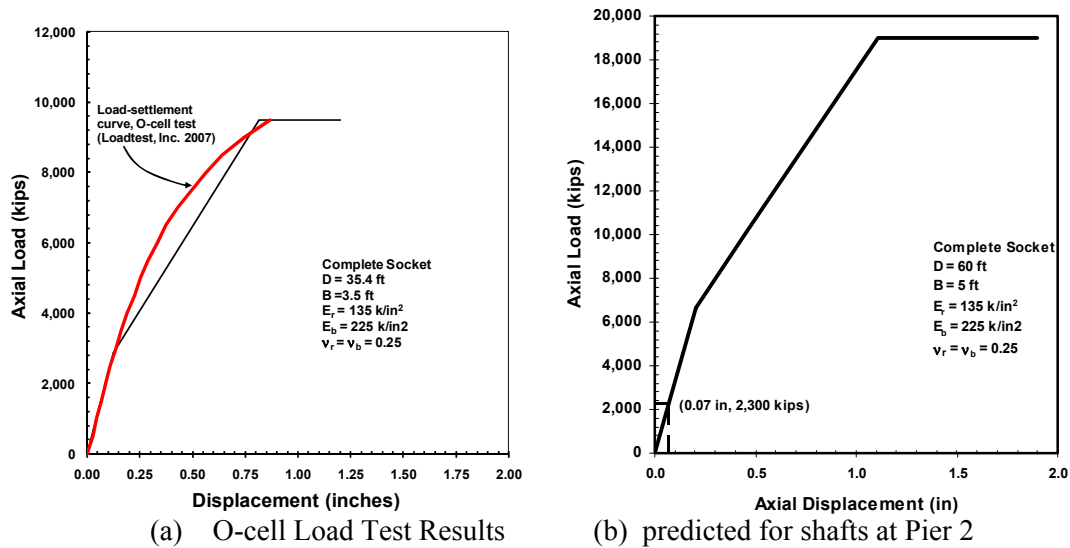 12,000
10,000
8,000
6,000
4,000
2,000
0
Axial Load (kips)
Load-settlement
curve, O-cell test
(Loadtest, Inc. 2007)
Complete Socket
D = 35.4 ft
B =3.5 ft
Er = 135 k/in²
Eb = 225 k/in2
νr = νb = 0.25
0.00 0.25 0.50 0.75 1.00 1.25 1.50 1.75 2.00
Displacement (inches)
(a) O-cell Load Test Results
20,000
18,000
16,000
14,000
12,000
10,000
8,000
6,000
4,000
2,000
0
Axial Load (kips)
Complete Socket
D = 60 ft
B = 5 ft
Er = 135 k/in²
Eb = 225 k/in2
νr = νb = 0.25
(0.07 in, 2,300 kips)
0.0 0.5 1.0 1.5 2.0
Axial Displacement (in)
(b) predicted for shafts at Pier 2